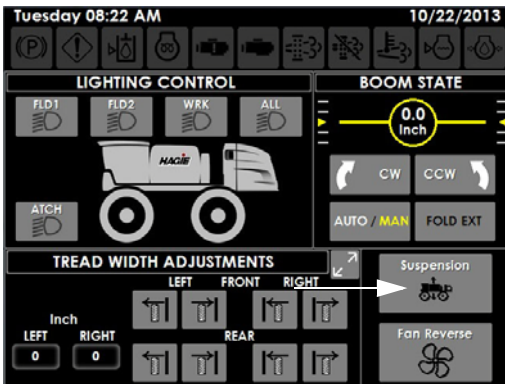 Tuesday 08:22 AM 10/22/2013
(P)
LIGHTING CONTROL
FLD1 FLD2 WRK ALL
HAGIE
ATCH
BOOM STATE
0.0
Inch
CW CCW
AUTO / MAN FOLD EXT
TREAD WIDTH ADJUSTMENTS
LEFT FRONT RIGHT
Inch
LEFT RIGHT REAR
0 0
Suspension
Fan Reverse